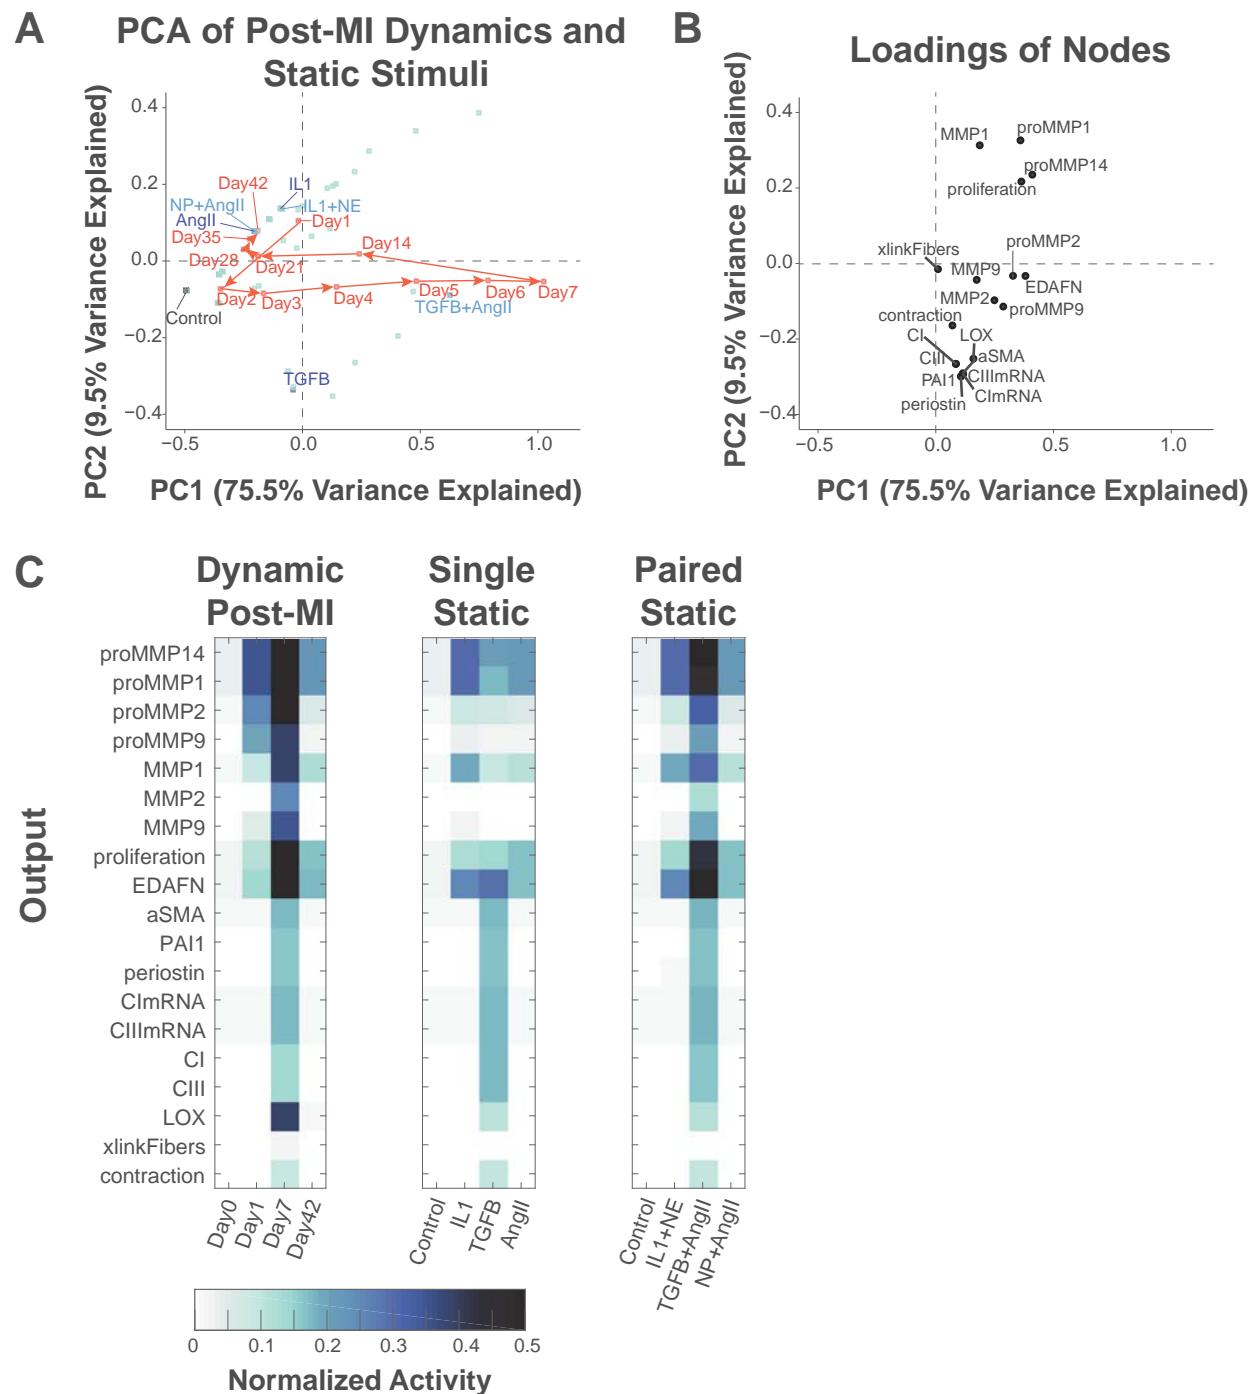 A
PCA of Post-MI Dynamics and
Static Stimuli
PC2 (9.5% Variance Explained)
0.4
0.2
0.0
−0.2
−0.4
Day42
IL1
NP+AngII
IL1+NE
AngII
Day1
Day35
Day14
Day28
Day21
Day2
Day3
Day4
Day5
Day6
Day7
TGFB+AngII
Control
TGFB
−0.5
0.0
0.5
1.0
PC1 (75.5% Variance Explained)
B
Loadings of Nodes
PC2 (9.5% Variance Explained)
0.4
0.2
0.0
−0.2
−0.4
MMP1
proMMP1
proMMP14
proliferation
xlinkFibers
proMMP2
MMP9
EDAFN
MMP2
proMMP9
contraction
CI
LOX
CIII
aSMA
PAI1
CIIImRNA
CImRNA
periostin
−0.5
0.0
0.5
1.0
PC1 (75.5% Variance Explained)
C
Dynamic
Post-MI
Single
Static
Paired
Static
Output
proMMP14
proMMP1
proMMP2
proMMP9
MMP1
MMP2
MMP9
proliferation
EDAFN
aSMA
PAI1
periostin
CImRNA
CIIImRNA
CI
CIII
LOX
xlinkFibers
contraction
Day0
Day1
Day7
Day42
Control
IL1
TGFB
AngII
Control
IL1+NE
TGFB+AngII
NP+AngII
0
0.1
0.2
0.3
0.4
0.5
Normalized Activity